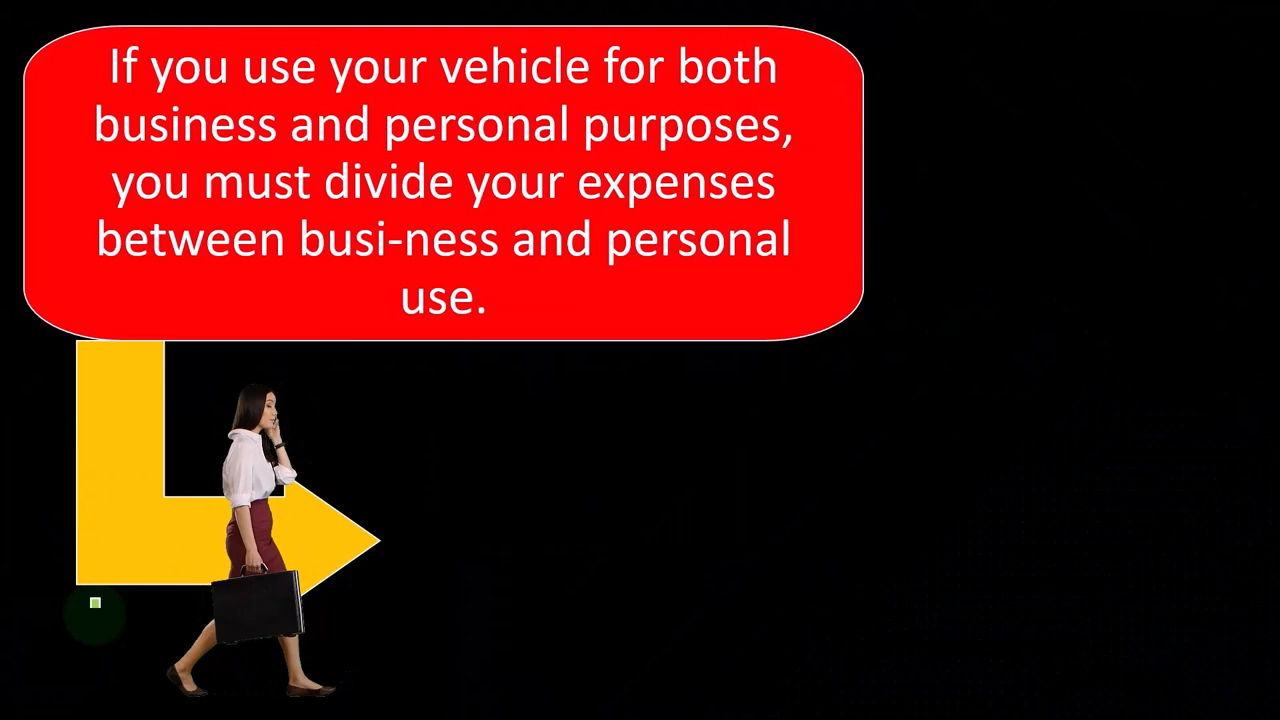 If you use your vehicle for both
business and personal purposes,
you must divide your expenses
between busi-ness and personal
use.